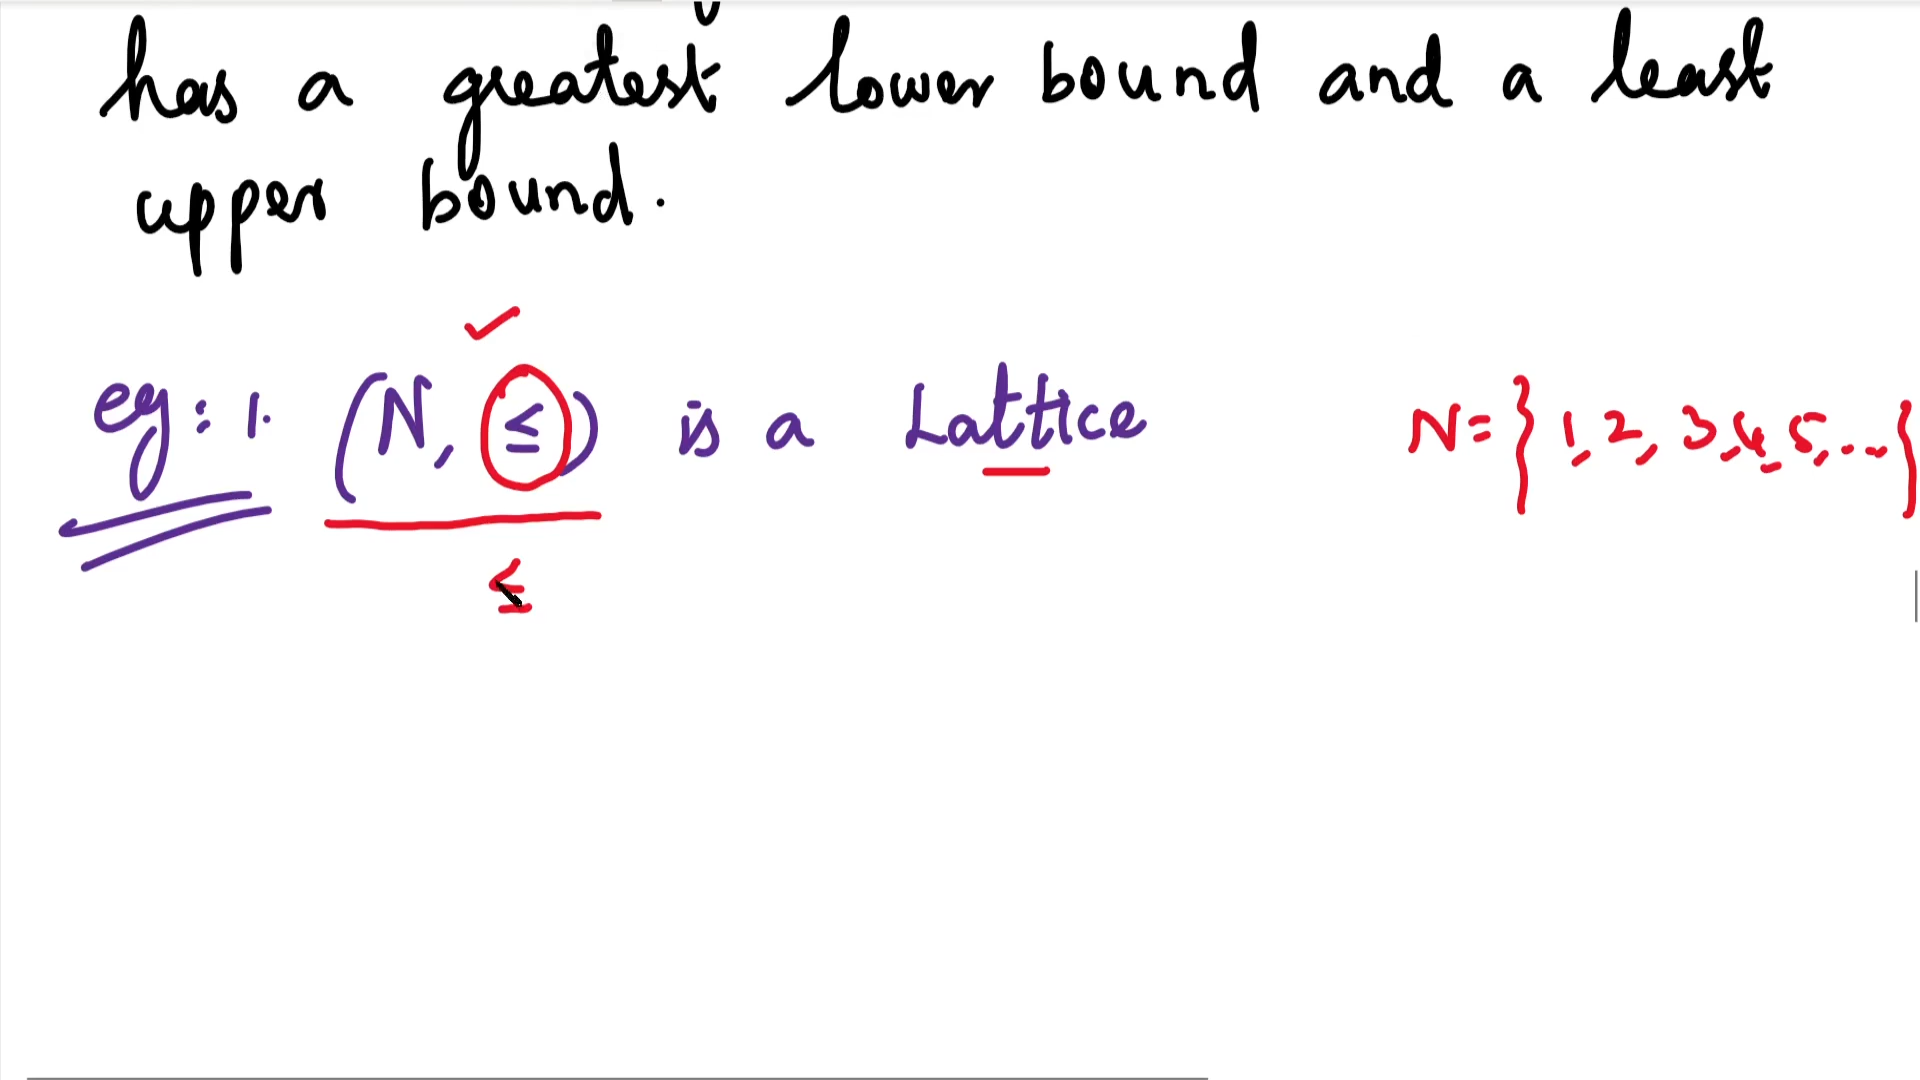 has a greatest lower bound and a least
upper bound.
eg: 1. (N, ≤) is a Lattice
N= } 1, 2, 3, 4, 5, ... {
≤